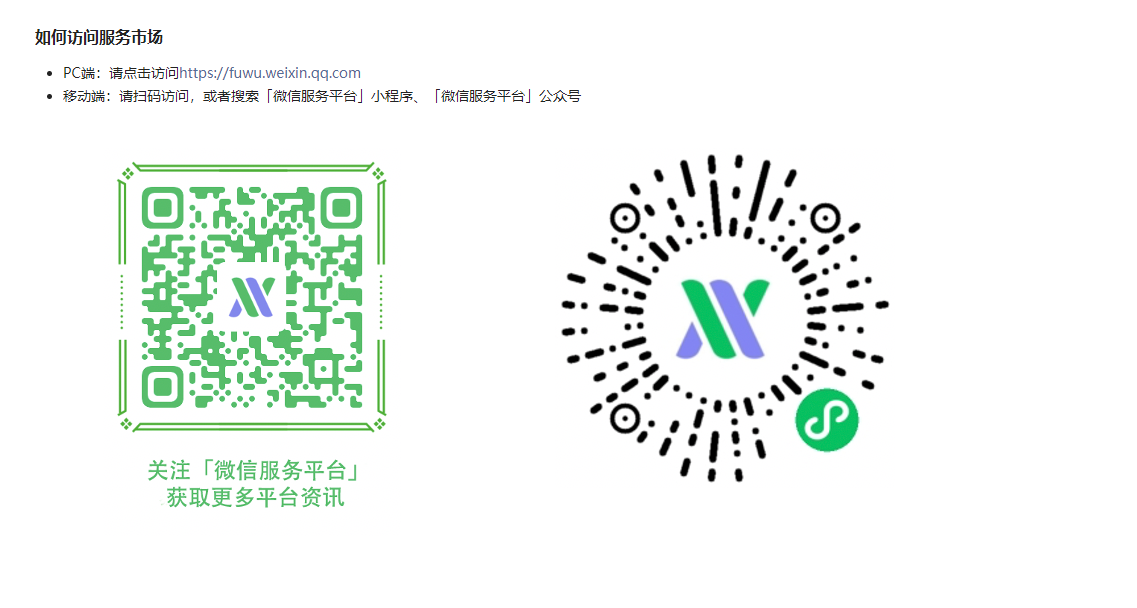 如何访问服务市场
PC端：请点击访问https://fuwu.weixin.qq.com
移动端：请扫码访问，或者搜索「微信服务平台」小程序、「微信服务平台」公众号
关注「微信服务平台」
获取更多平台资讯